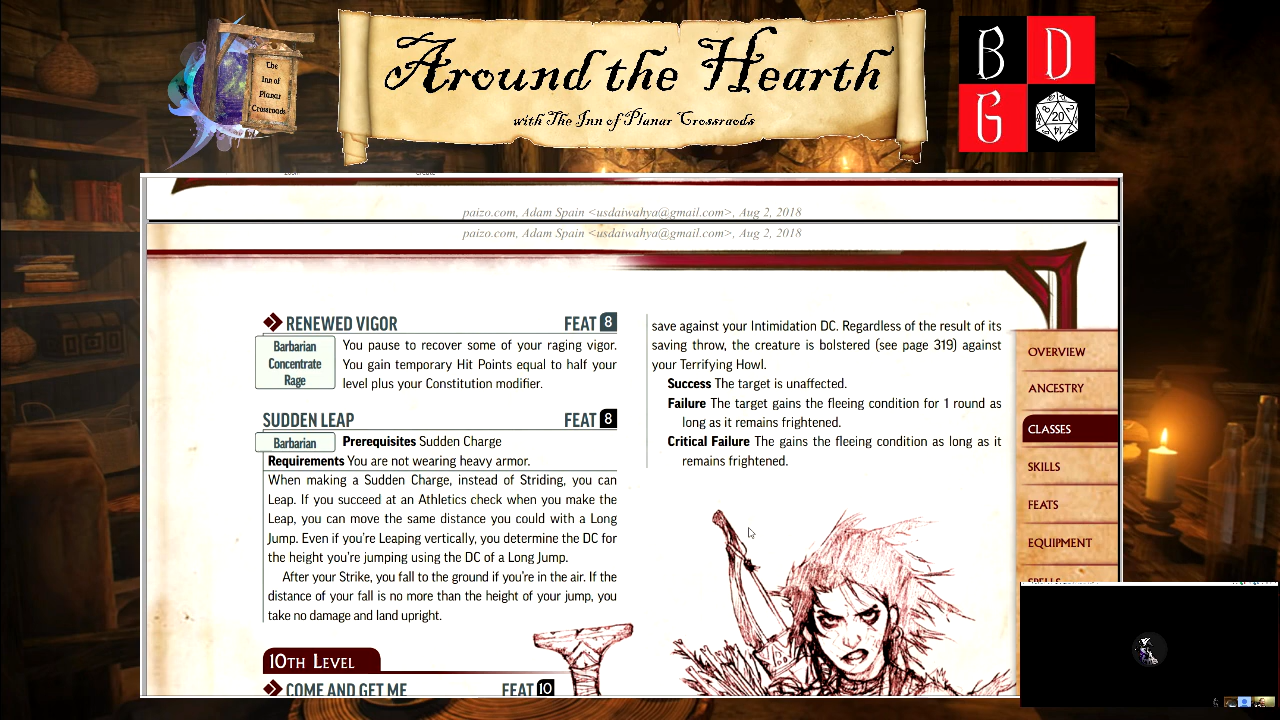 The
Inn of
Planar
Crossroads
Around the Hearth
with The Inn of Planar Crossraods
B D
G 20
paizo.com, Adam Spain <usdaiwahya@gmail.com>, Aug 2, 2018
paizo.com, Adam Spain <usdaiwahya@gmail.com>, Aug 2, 2018
RENEWED VIGOR FEAT 8
Barbarian
Concentrate
Rage
You pause to recover some of your raging vigor.
You gain temporary Hit Points equal to half your
level plus your Constitution modifier.
SUDDEN LEAP FEAT 8
Barbarian
Prerequisites Sudden Charge
Requirements You are not wearing heavy armor.
When making a Sudden Charge, instead of Striding, you can
Leap. If you succeed at an Athletics check when you make the
Leap, you can move the same distance you could with a Long
Jump. Even if you're Leaping vertically, you determine the DC for
the height you're jumping using the DC of a Long Jump.
After your Strike, you fall to the ground if you're in the air. If the
distance of your fall is no more than the height of your jump, you
take no damage and land upright.
10TH LEVEL
COME AND GET ME FEAT 10
save against your Intimidation DC. Regardless of the result of its
saving throw, the creature is bolstered (see page 319) against
your Terrifying Howl.
Success The target is unaffected.
Failure The target gains the fleeing condition for 1 round as
long as it remains frightened.
Critical Failure The gains the fleeing condition as long as it
remains frightened.
OVERVIEW
ANCESTRY
CLASSES
SKILLS
FEATS
EQUIPMENT
SPELLS